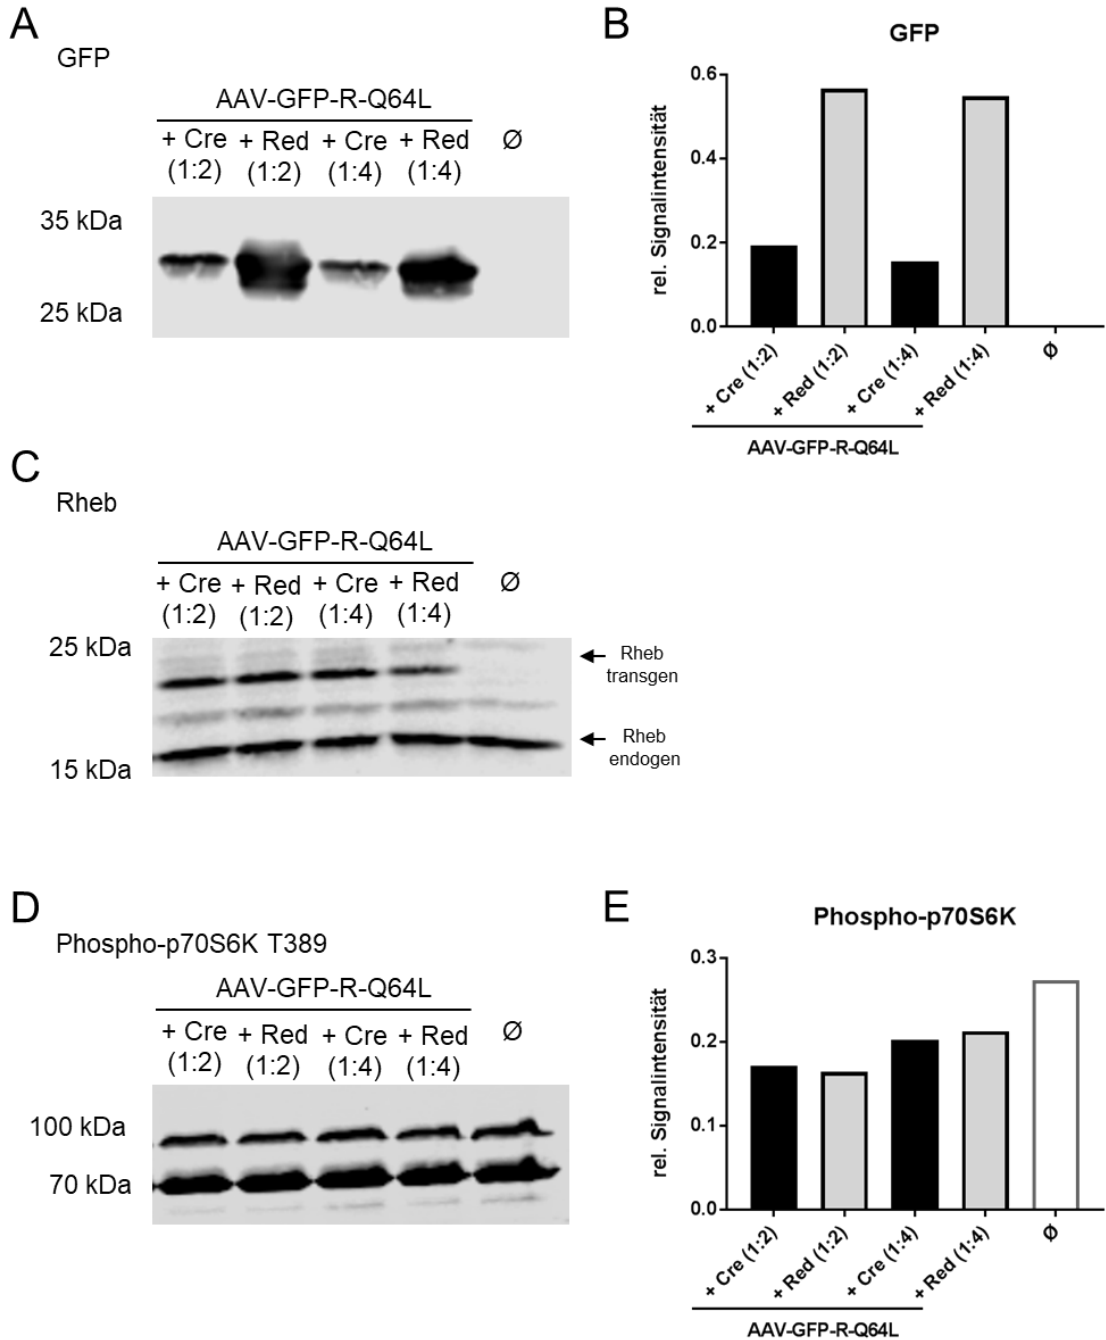 A
GFP
AAV-GFP-R-Q64L
+ Cre + Red + Cre + Red Ø
(1:2) (1:2) (1:4) (1:4)
35 kDa
25 kDa
B
GFP
rel. Signalintensität
0.6
0.4
0.2
0.0
+ Cre (1:2)
+ Red (1:2)
+ Cre (1:4)
+ Red (1:4)
Ø
AAV-GFP-R-Q64L
C
Rheb
AAV-GFP-R-Q64L
+ Cre + Red + Cre + Red Ø
(1:2) (1:2) (1:4) (1:4)
25 kDa
15 kDa
Rheb
transgen
Rheb
endogen
D
Phospho-p70S6K T389
AAV-GFP-R-Q64L
+ Cre + Red + Cre + Red Ø
(1:2) (1:2) (1:4) (1:4)
100 kDa
70 kDa
E
Phospho-p70S6K
rel. Signalintensität
0.3
0.2
0.1
0.0
+ Cre (1:2)
+ Red (1:2)
+ Cre (1:4)
+ Red (1:4)
Ø
AAV-GFP-R-Q64L